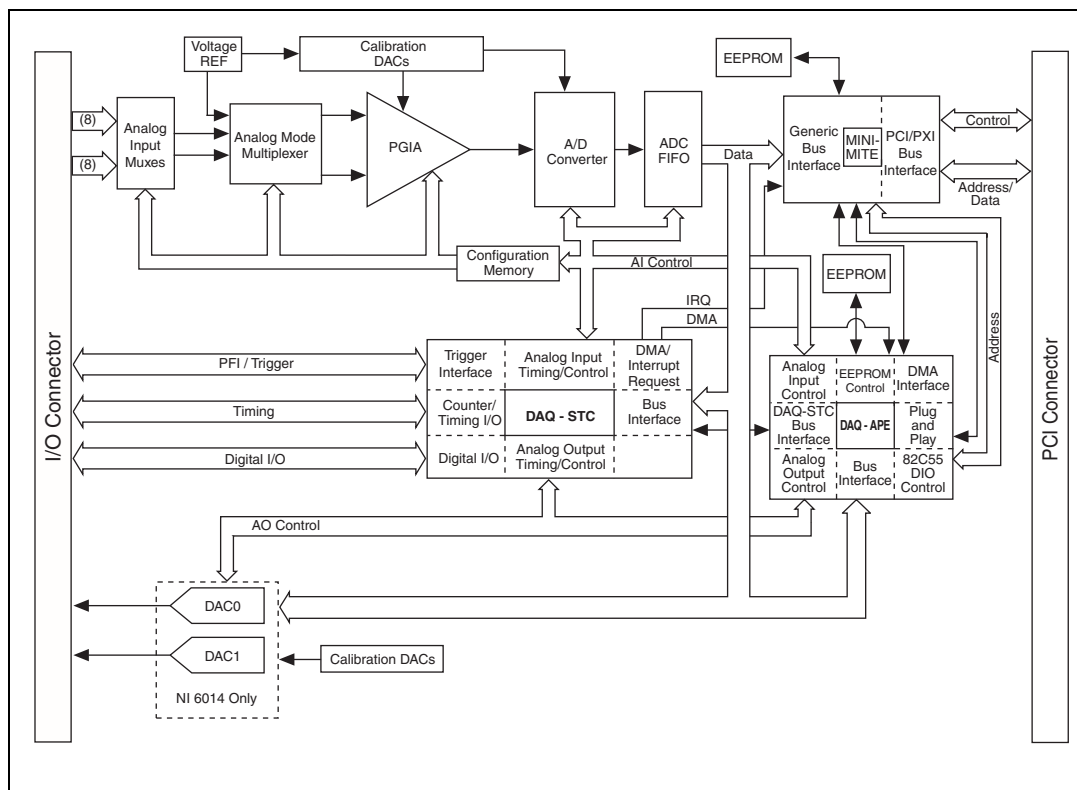 Voltage
REF
Calibration
DACs
EEPROM
(8)
(8)
Analog
Input
Muxes
Analog Mode
Multiplexer
PGIA
A/D
Converter
ADC
FIFO
Data
Generic
Bus
Interface
MINI-
MITE
PCI/PXI
Bus
Interface
Control
Address/
Data
Configuration
Memory
AI Control
EEPROM
IRQ
DMA
Address
I/O Connector
PCI Connector
PFI / Trigger
Timing
Digital I/O
Trigger
Interface
Analog Input
Timing/Control
DMA/
Interrupt
Request
Counter/
Timing I/O
DAQ - STC
Bus
Interface
Digital I/O
Analog Output
Timing/Control
Analog
Input
Control
EEPROM
Control
DMA
Interface
DAQ-STC
Bus
Interface
DAQ - APE
Plug
and
Play
Analog
Output
Control
Bus
Interface
82C55
DIO
Control
AO Control
DAC0
DAC1
Calibration DACs
NI 6014 Only